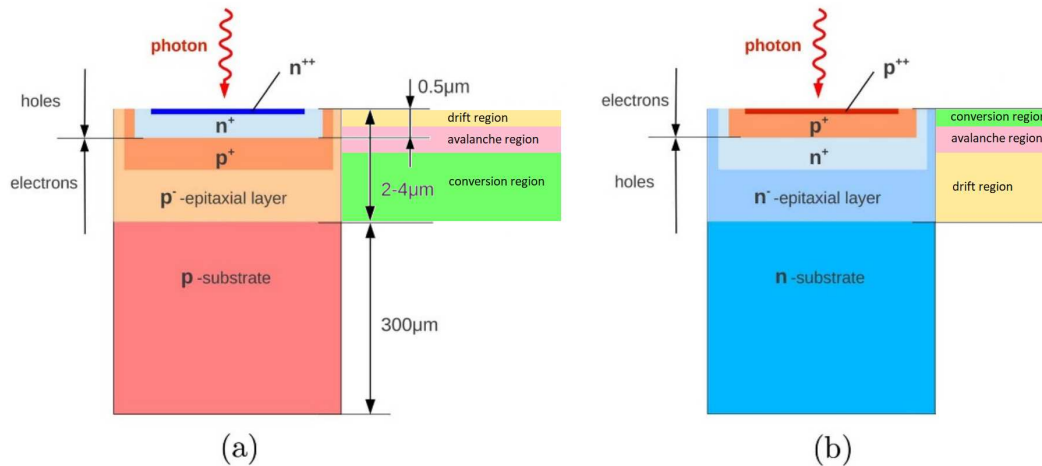 photon
n++
0.5µm
holes
n+
drift region
avalanche region
p+
electrons
2-4µm
conversion region
p--epitaxial layer
p -substrate
300µm
(a)
photon
p++
electrons
p+
conversion region
avalanche region
n+
holes
drift region
n--epitaxial layer
n -substrate
(b)